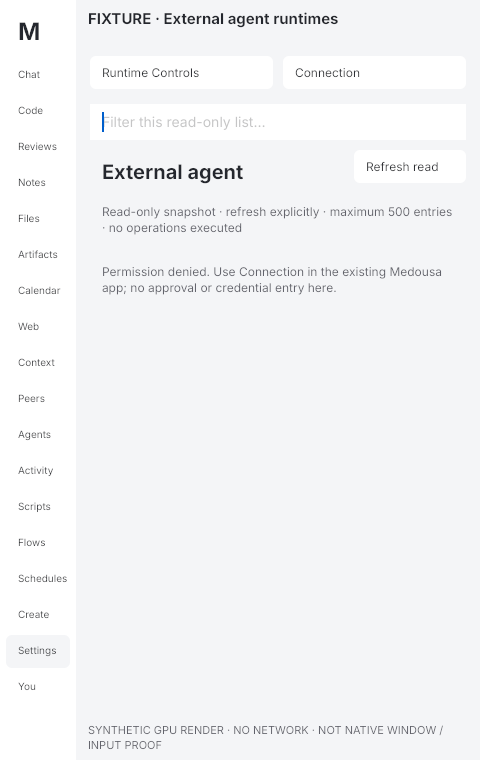 M
Chat
Code
Reviews
Notes
Files
Artifacts
Calendar
Web
Context
Peers
Agents
Activity
Scripts
Flows
Schedules
Create
Settings
You
FIXTURE · External agent runtimes
Runtime Controls
Connection
Filter this read-only list...
External agent
Refresh read
Read-only snapshot · refresh explicitly · maximum 500 entries
· no operations executed
Permission denied. Use Connection in the existing Medousa
app; no approval or credential entry here.
SYNTHETIC GPU RENDER · NO NETWORK · NOT NATIVE WINDOW /
INPUT PROOF